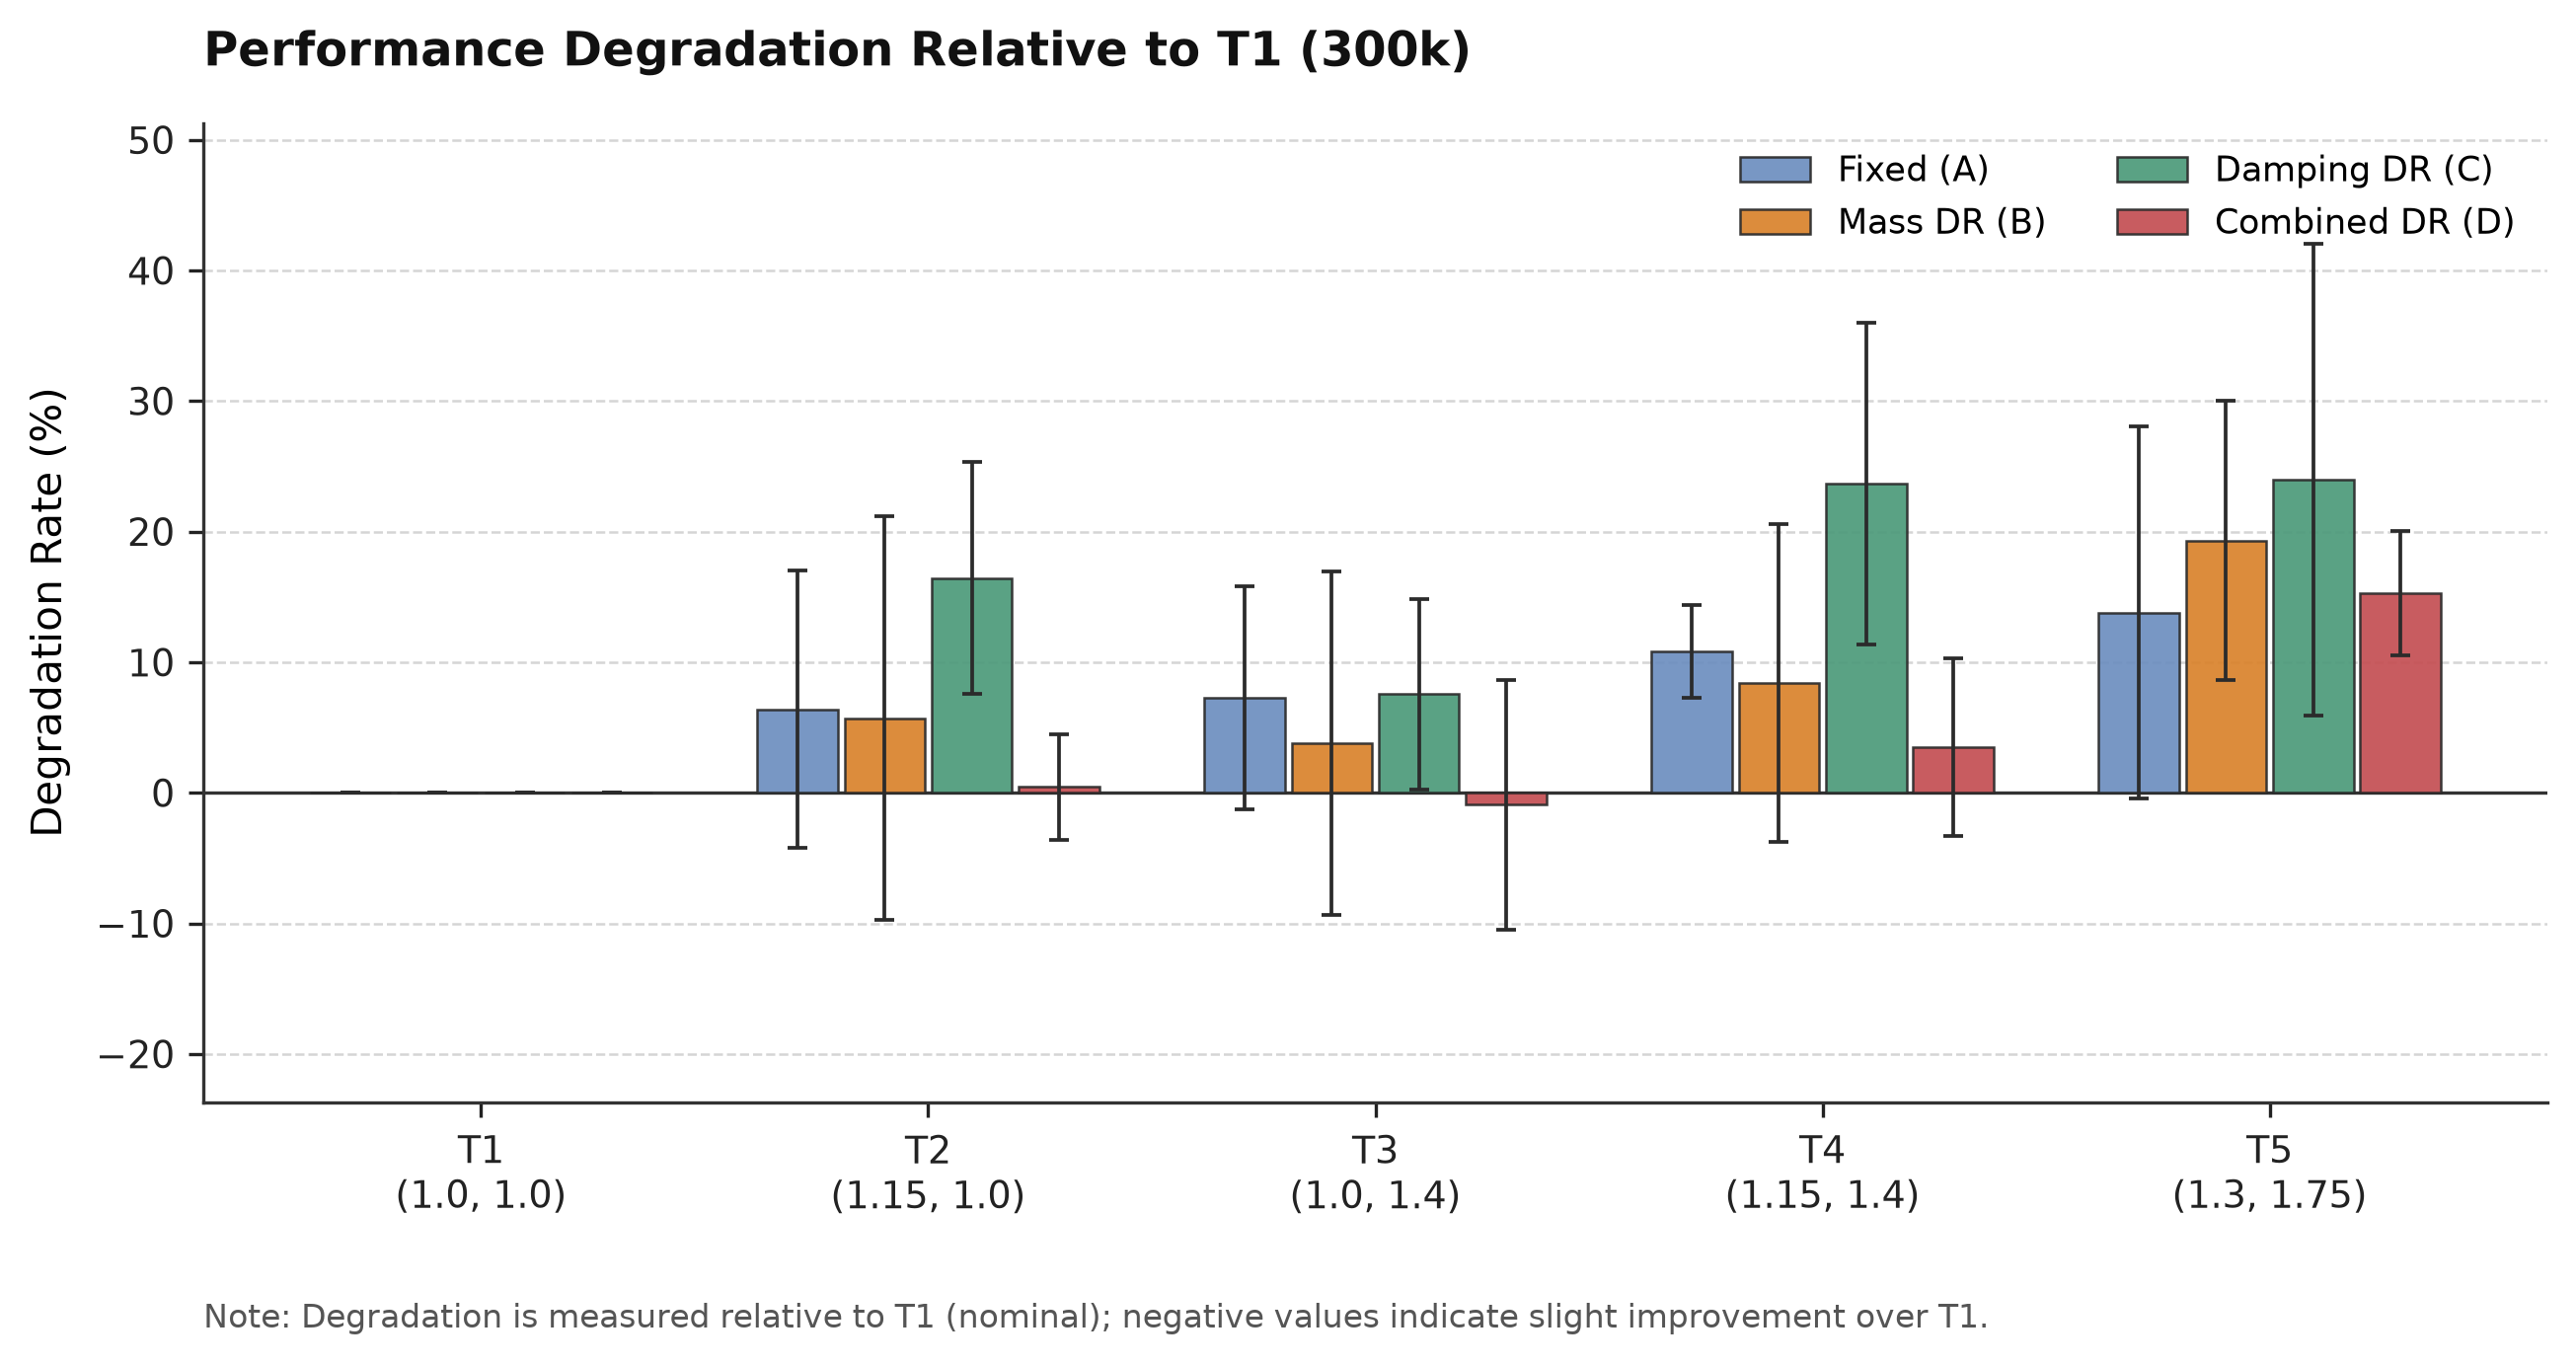 Performance Degradation Relative to T1 (300k)
Degradation Rate (%)
50
40
30
20
10
0
−10
−20
Fixed (A)
Mass DR (B)
Damping DR (C)
Combined DR (D)
T1
(1.0, 1.0)
T2
(1.15, 1.0)
T3
(1.0, 1.4)
T4
(1.15, 1.4)
T5
(1.3, 1.75)
Note: Degradation is measured relative to T1 (nominal); negative values indicate slight improvement over T1.